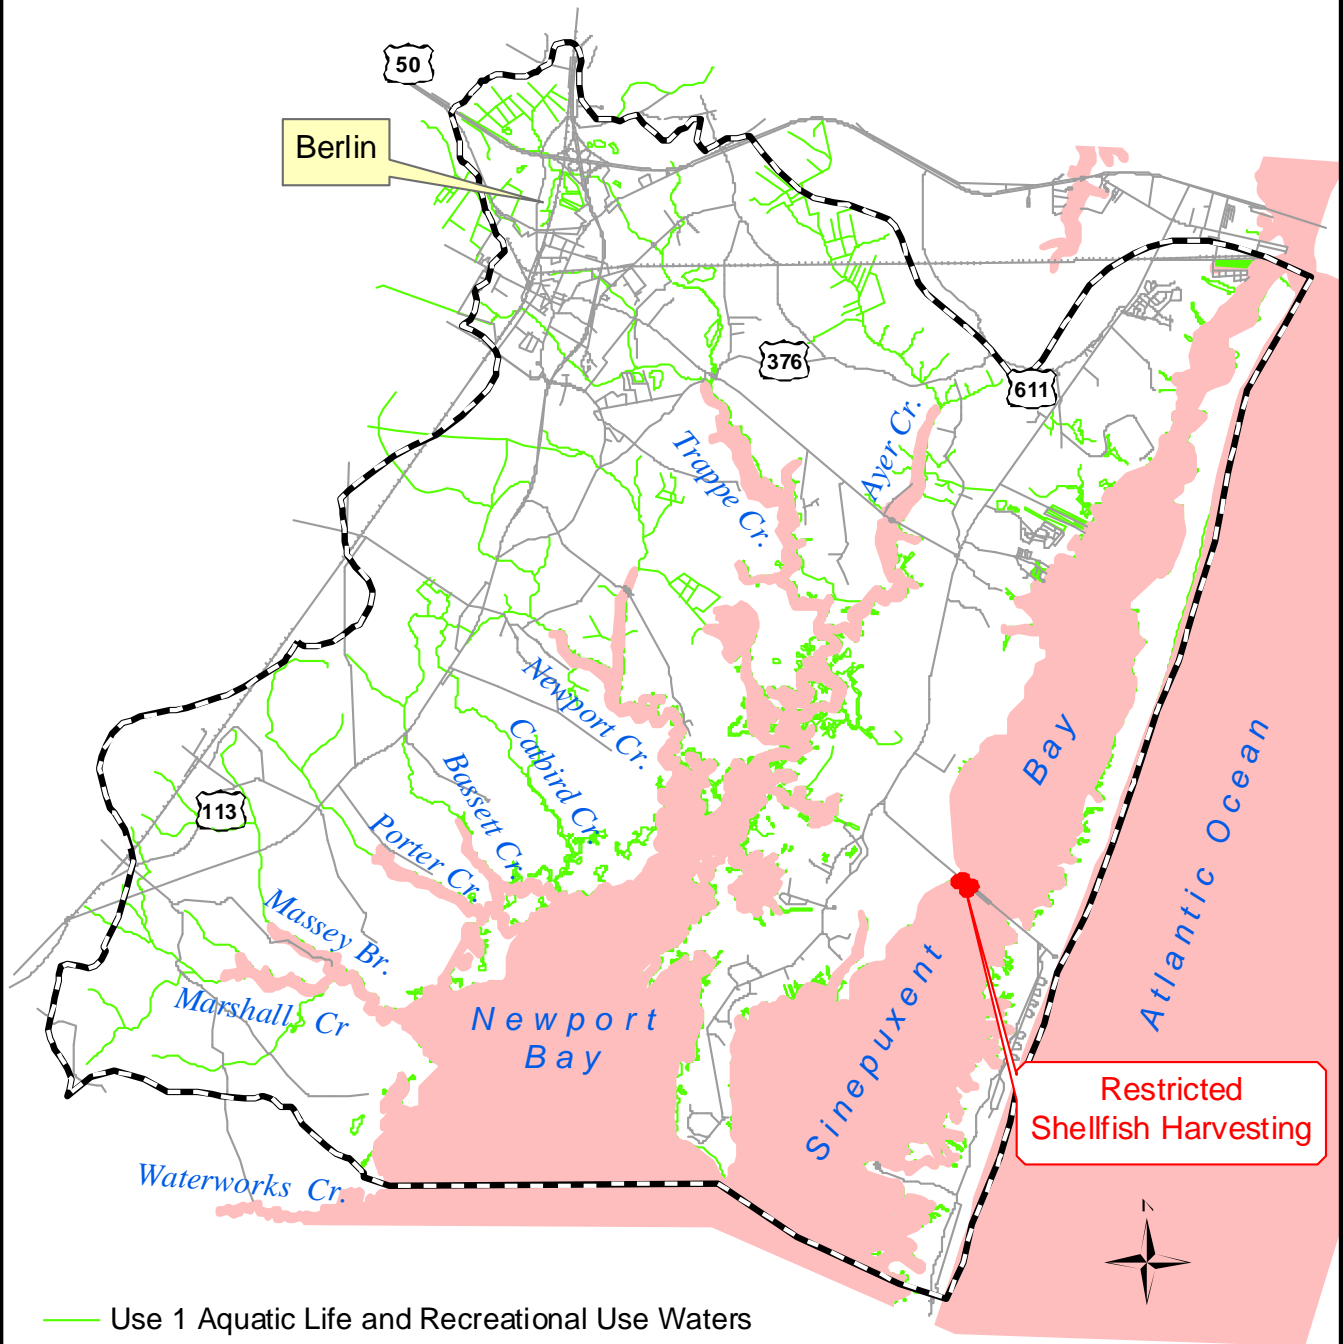 50
Berlin
376
611
Trappe Cr.
Ayer Cr.
Newport Cr.
Catbird Cr.
Bassett Cr.
Porter Cr.
113
Massey Br.
Marshall Cr
Newport
Bay
Sinepuxent
Bay
Atlantic Ocean
Restricted
Shellfish Harvesting
Waterworks Cr.
N
Use 1 Aquatic Life and Recreational Use Waters